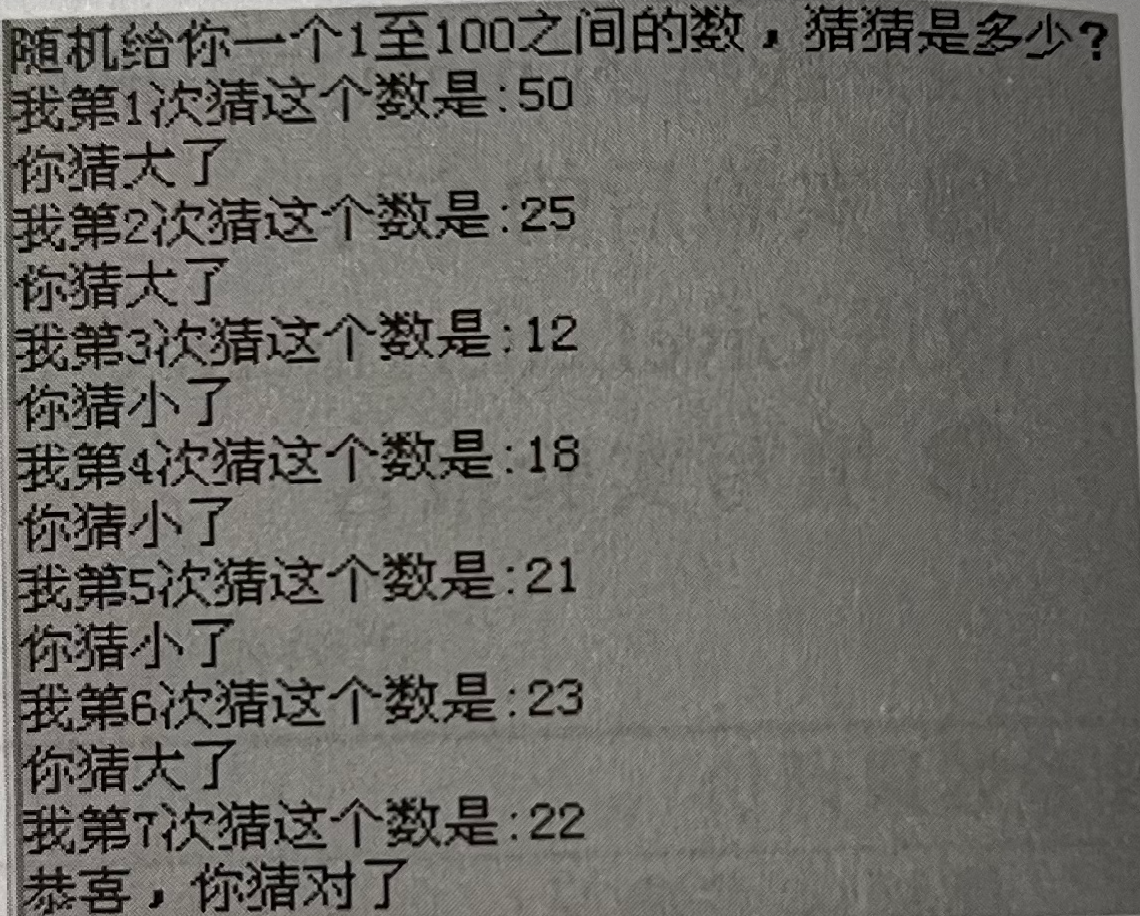 随机给你一个1至100之间的数，猜猜是多少?
我第1次猜这个数是:50
你猜大了
我第2次猜这个数是:25
你猜大了
我第3次猜这个数是:12
你猜小了
我第4次猜这个数是:18
你猜小了
我第5次猜这个数是:21
你猜小了
我第6次猜这个数是:23
你猜大了
我第7次猜这个数是:22
恭喜，你猜对了